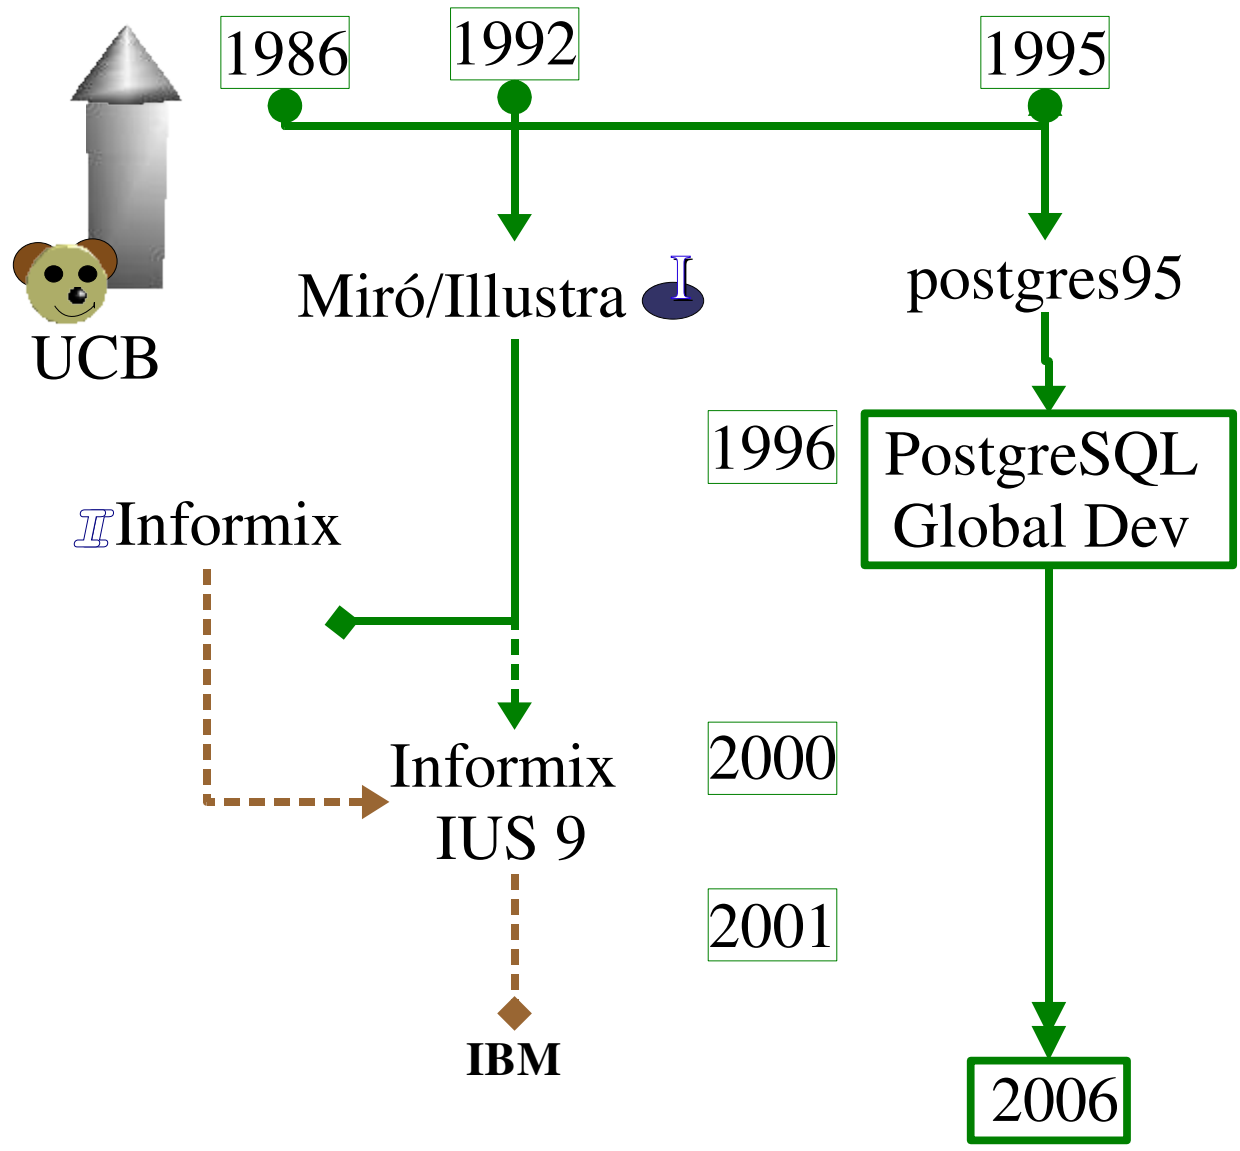 1986
1992
1995
Miró/Illustra
I
postgres95
UCB
1996
PostgreSQL
Global Dev
I Informix
Informix
IUS 9
2000
2001
IBM
2006